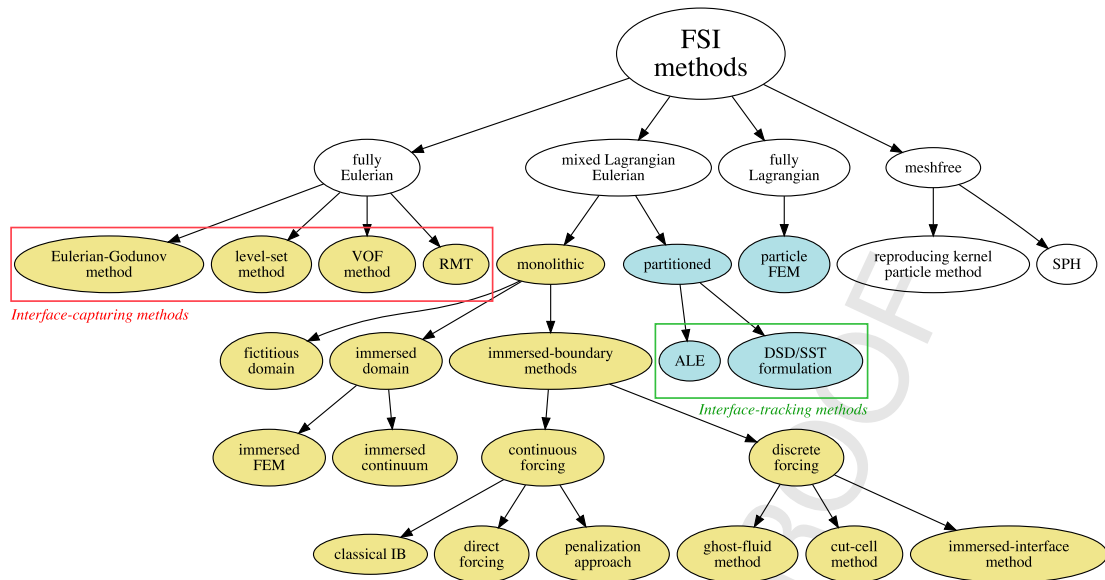 FSI
methods
fully
Eulerian
mixed Lagrangian
Eulerian
fully
Lagrangian
meshfree
Eulerian-Godunov
method
level-set
method
VOF
method
RMT
monolithic
partitioned
particle
FEM
reproducing kernel
particle method
SPH
Interface-capturing methods
fictitious
domain
immersed
domain
immersed-boundary
methods
ALE
DSD/SST
formulation
Interface-tracking methods
immersed
FEM
immersed
continuum
continuous
forcing
discrete
forcing
classical IB
direct
forcing
penalization
approach
ghost-fluid
method
cut-cell
method
immersed-interface
method